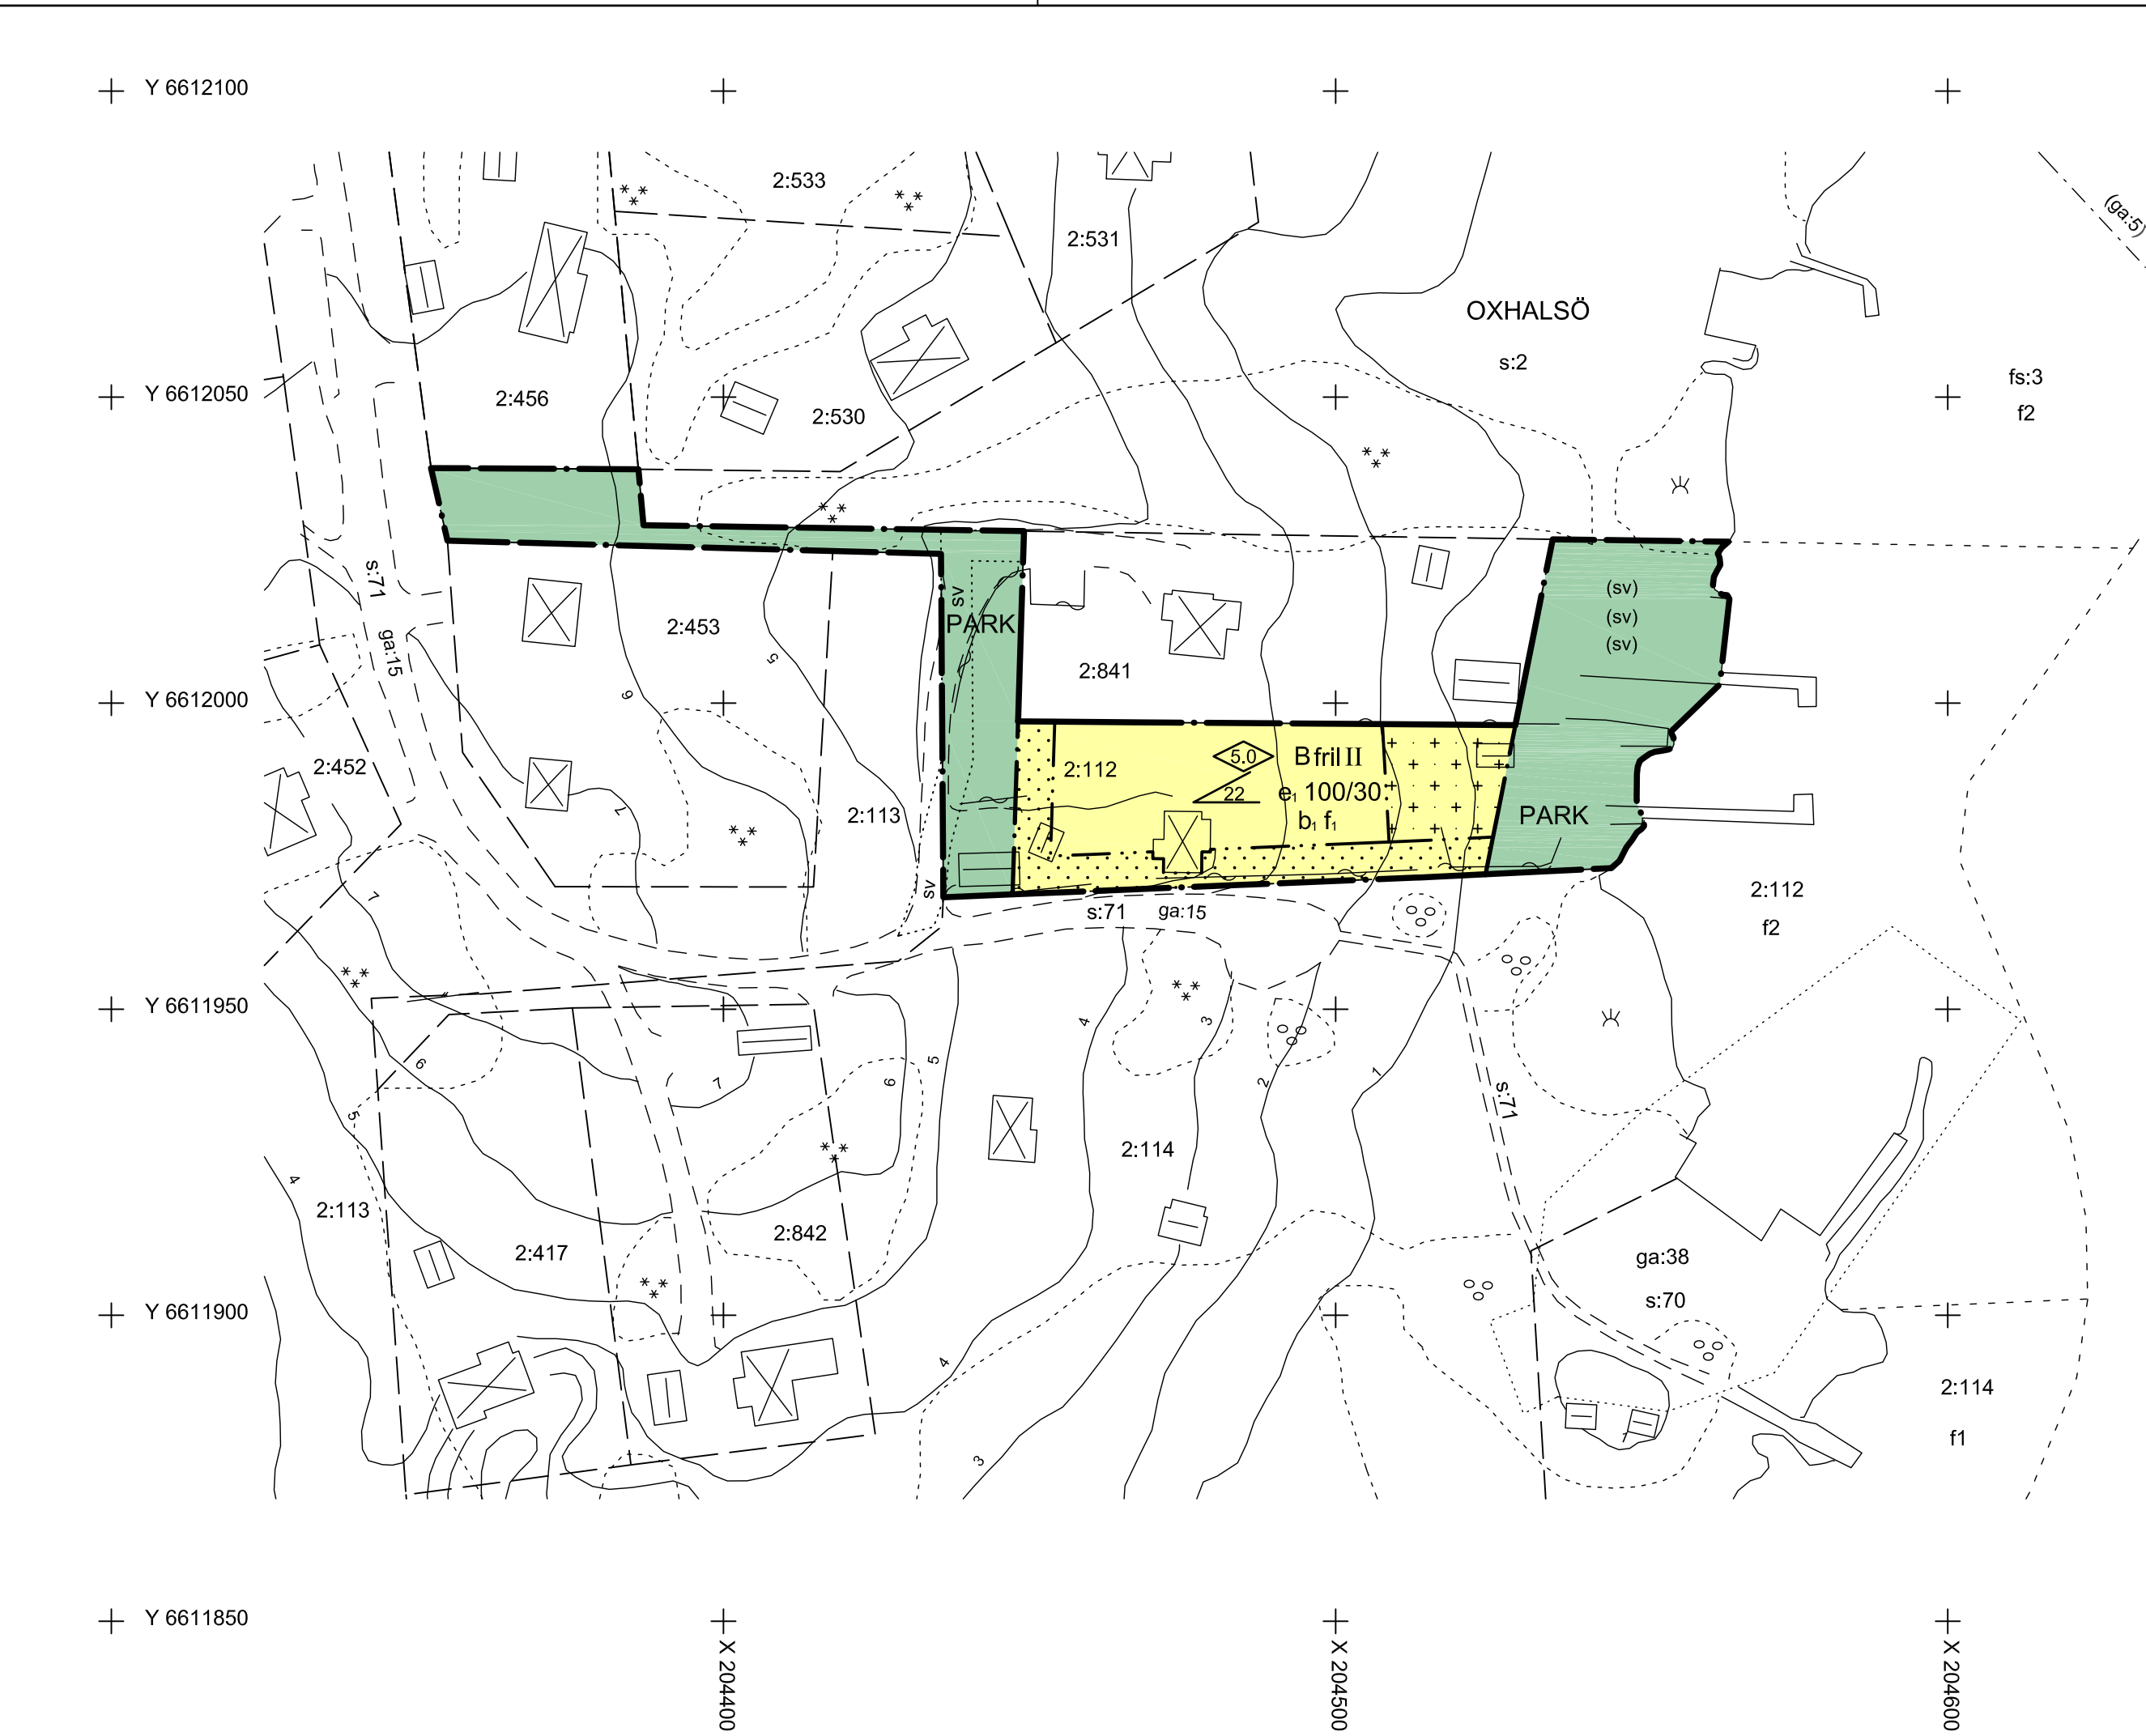 Y 6612100
2:533
(ga:5)
2:531
OXHALSÖ
s:2
fs:3
f2
Y 6612050
2:456
2:530
s:71
ga:15
(sv)
(sv)
(sv)
sv
PARK
2:453
5
2:841
Y 6612000
6
2:452
5.0
B fril II
2:112
22
e1 100/30
b1 f1
PARK
7
2:113
sv
7
s:71
ga:15
2:112
f2
Y 6611950
4
3
6
5
7
6
2
1
s:71
5
2:114
4
2:113
2:417
2:842
ga:38
s:70
Y 6611900
4
2:114
f1
3
Y 6611850
X 204400
X 204500
X 204600